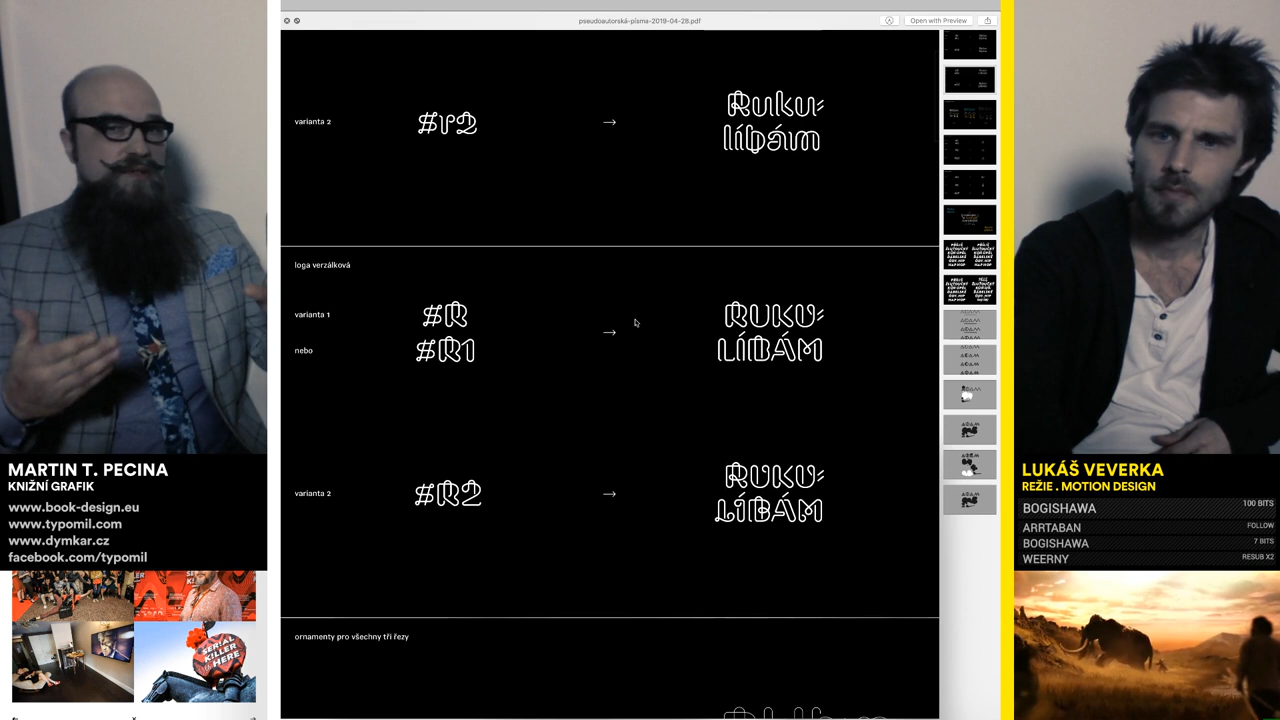 pseudoautorská-písma-2019-04-28.pdf
Open with Preview
varianta 2
#r2
→
Ruku-
líbám
loga verzálková
varianta 1
#R
nebo
#R1
→
RUKU-
LÍBÁM
varianta 2
#R2
→
RUKU-
LÍBÁM
ornamenty pro všechny tři řezy
MARTIN T. PECINA
KNIŽNÍ GRAFIK
www.book-design.eu
www.typomil.com
www.dymkar.cz
facebook.com/typomil
SERIAL
KILLER
HERE
LUKÁŠ VEVERKA
REŽIE . MOTION DESIGN
BOGISHAWA 100 BITS
ARRTABAN FOLLOW
BOGISHAWA 7 BITS
WEERNY RESUB X2